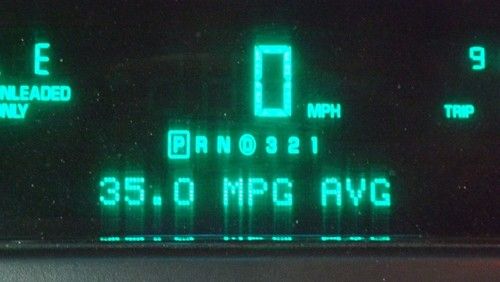 E
UNLEADED
ONLY
0 MPH
9
TRIP
P R N D 3 2 1
35.0 MPG AVG